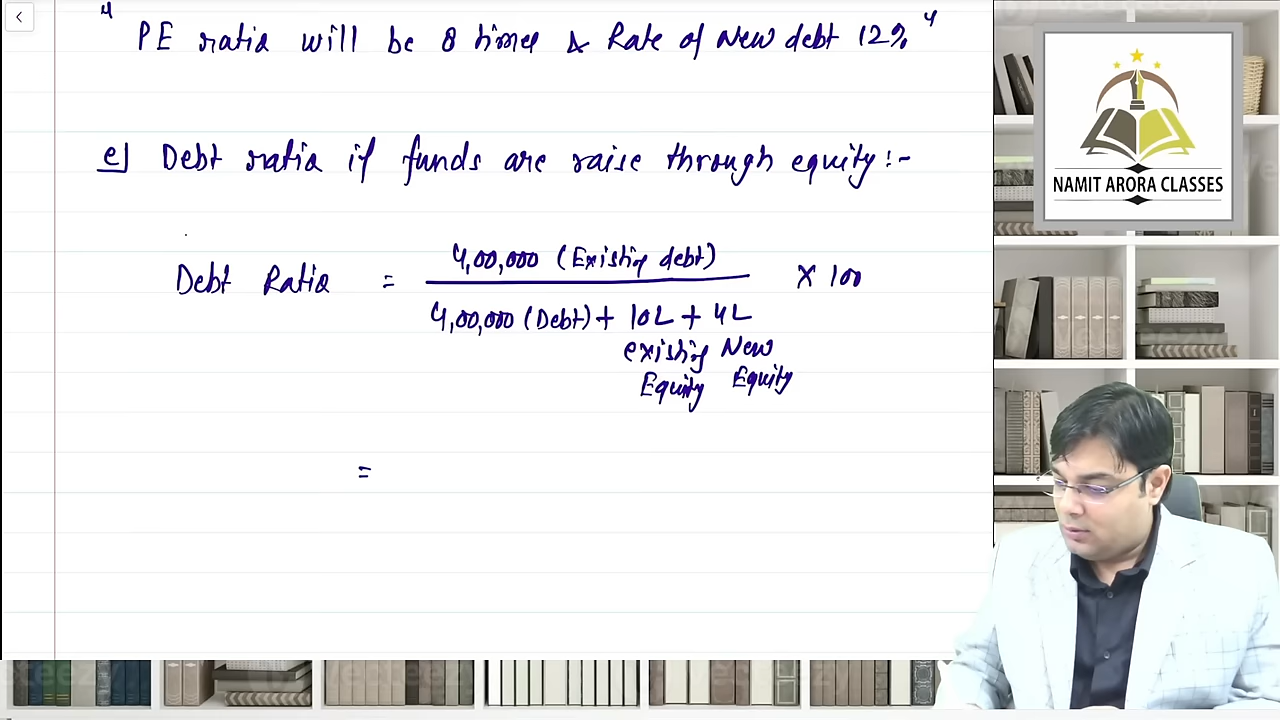 " PE ratio will be 8 times & Rate of New debt 12% "
e] Debt ratio if funds are raise through equity :-
4,00,000 (Existing debt)
Debt Ratio = X 100
4,00,000 (Debt) + 10L + 4L
existing New
Equity Equity
=
NAMIT ARORA CLASSES